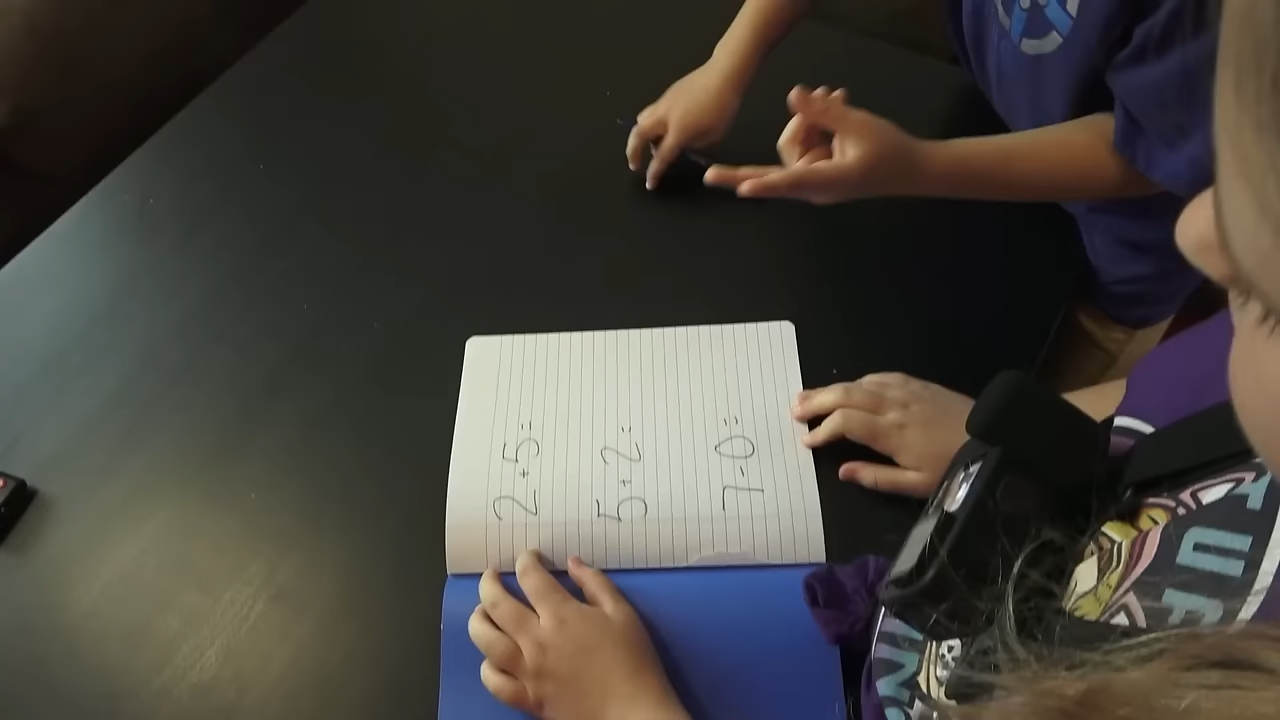 2+5=
5+2=
7-0=